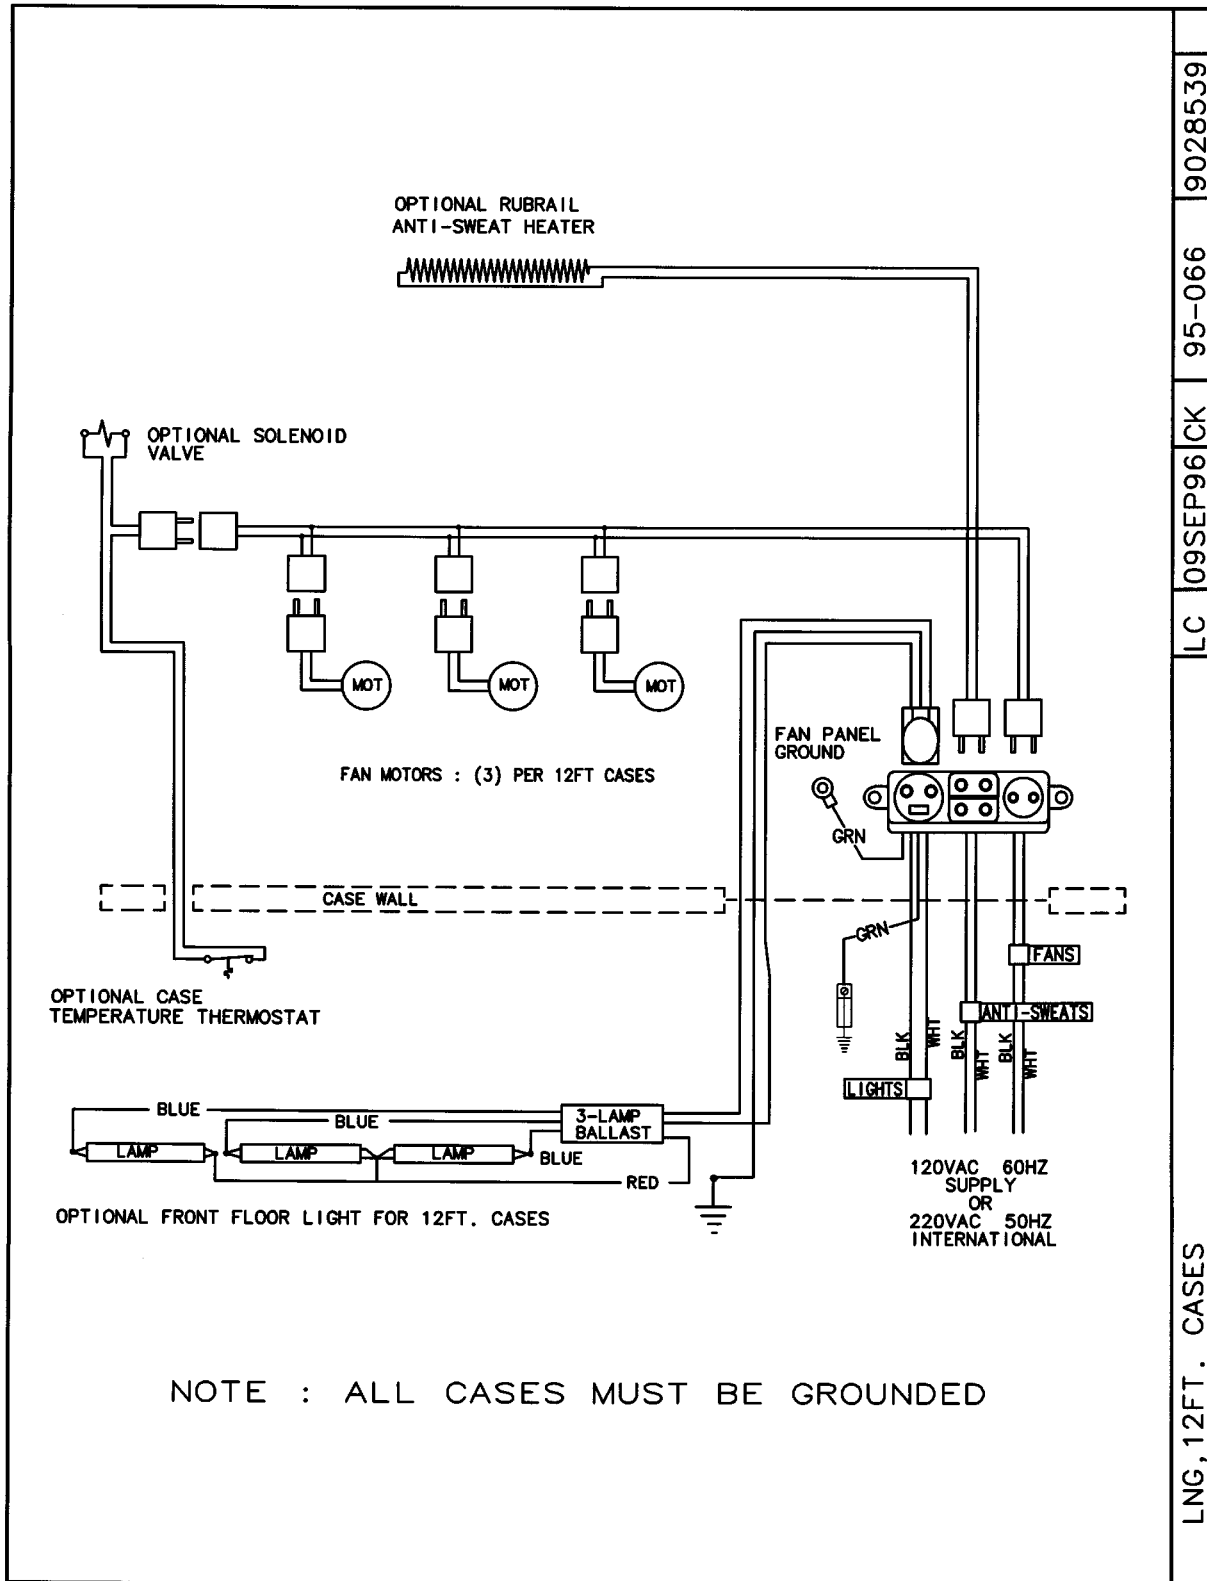 OPTIONAL RUBRAIL
ANTI-SWEAT HEATER
OPTIONAL SOLENOID
VALVE
MOT
MOT
MOT
FAN MOTORS : (3) PER 12FT CASES
FAN PANEL
GROUND
GRN
CASE WALL
GRN
FANS
OPTIONAL CASE
TEMPERATURE THERMOSTAT
ANTI-SWEATS
BLK
WHT
BLK
WHT
BLK
WHT
LIGHTS
BLUE
BLUE
3-LAMP
BALLAST
LAMP
LAMP
LAMP
BLUE
RED
OPTIONAL FRONT FLOOR LIGHT FOR 12FT. CASES
120VAC 60HZ
SUPPLY
OR
220VAC 50HZ
INTERNATIONAL
NOTE : ALL CASES MUST BE GROUNDED
LNG,12FT. CASES
LC
09SEP96
CK
95-066
9028539